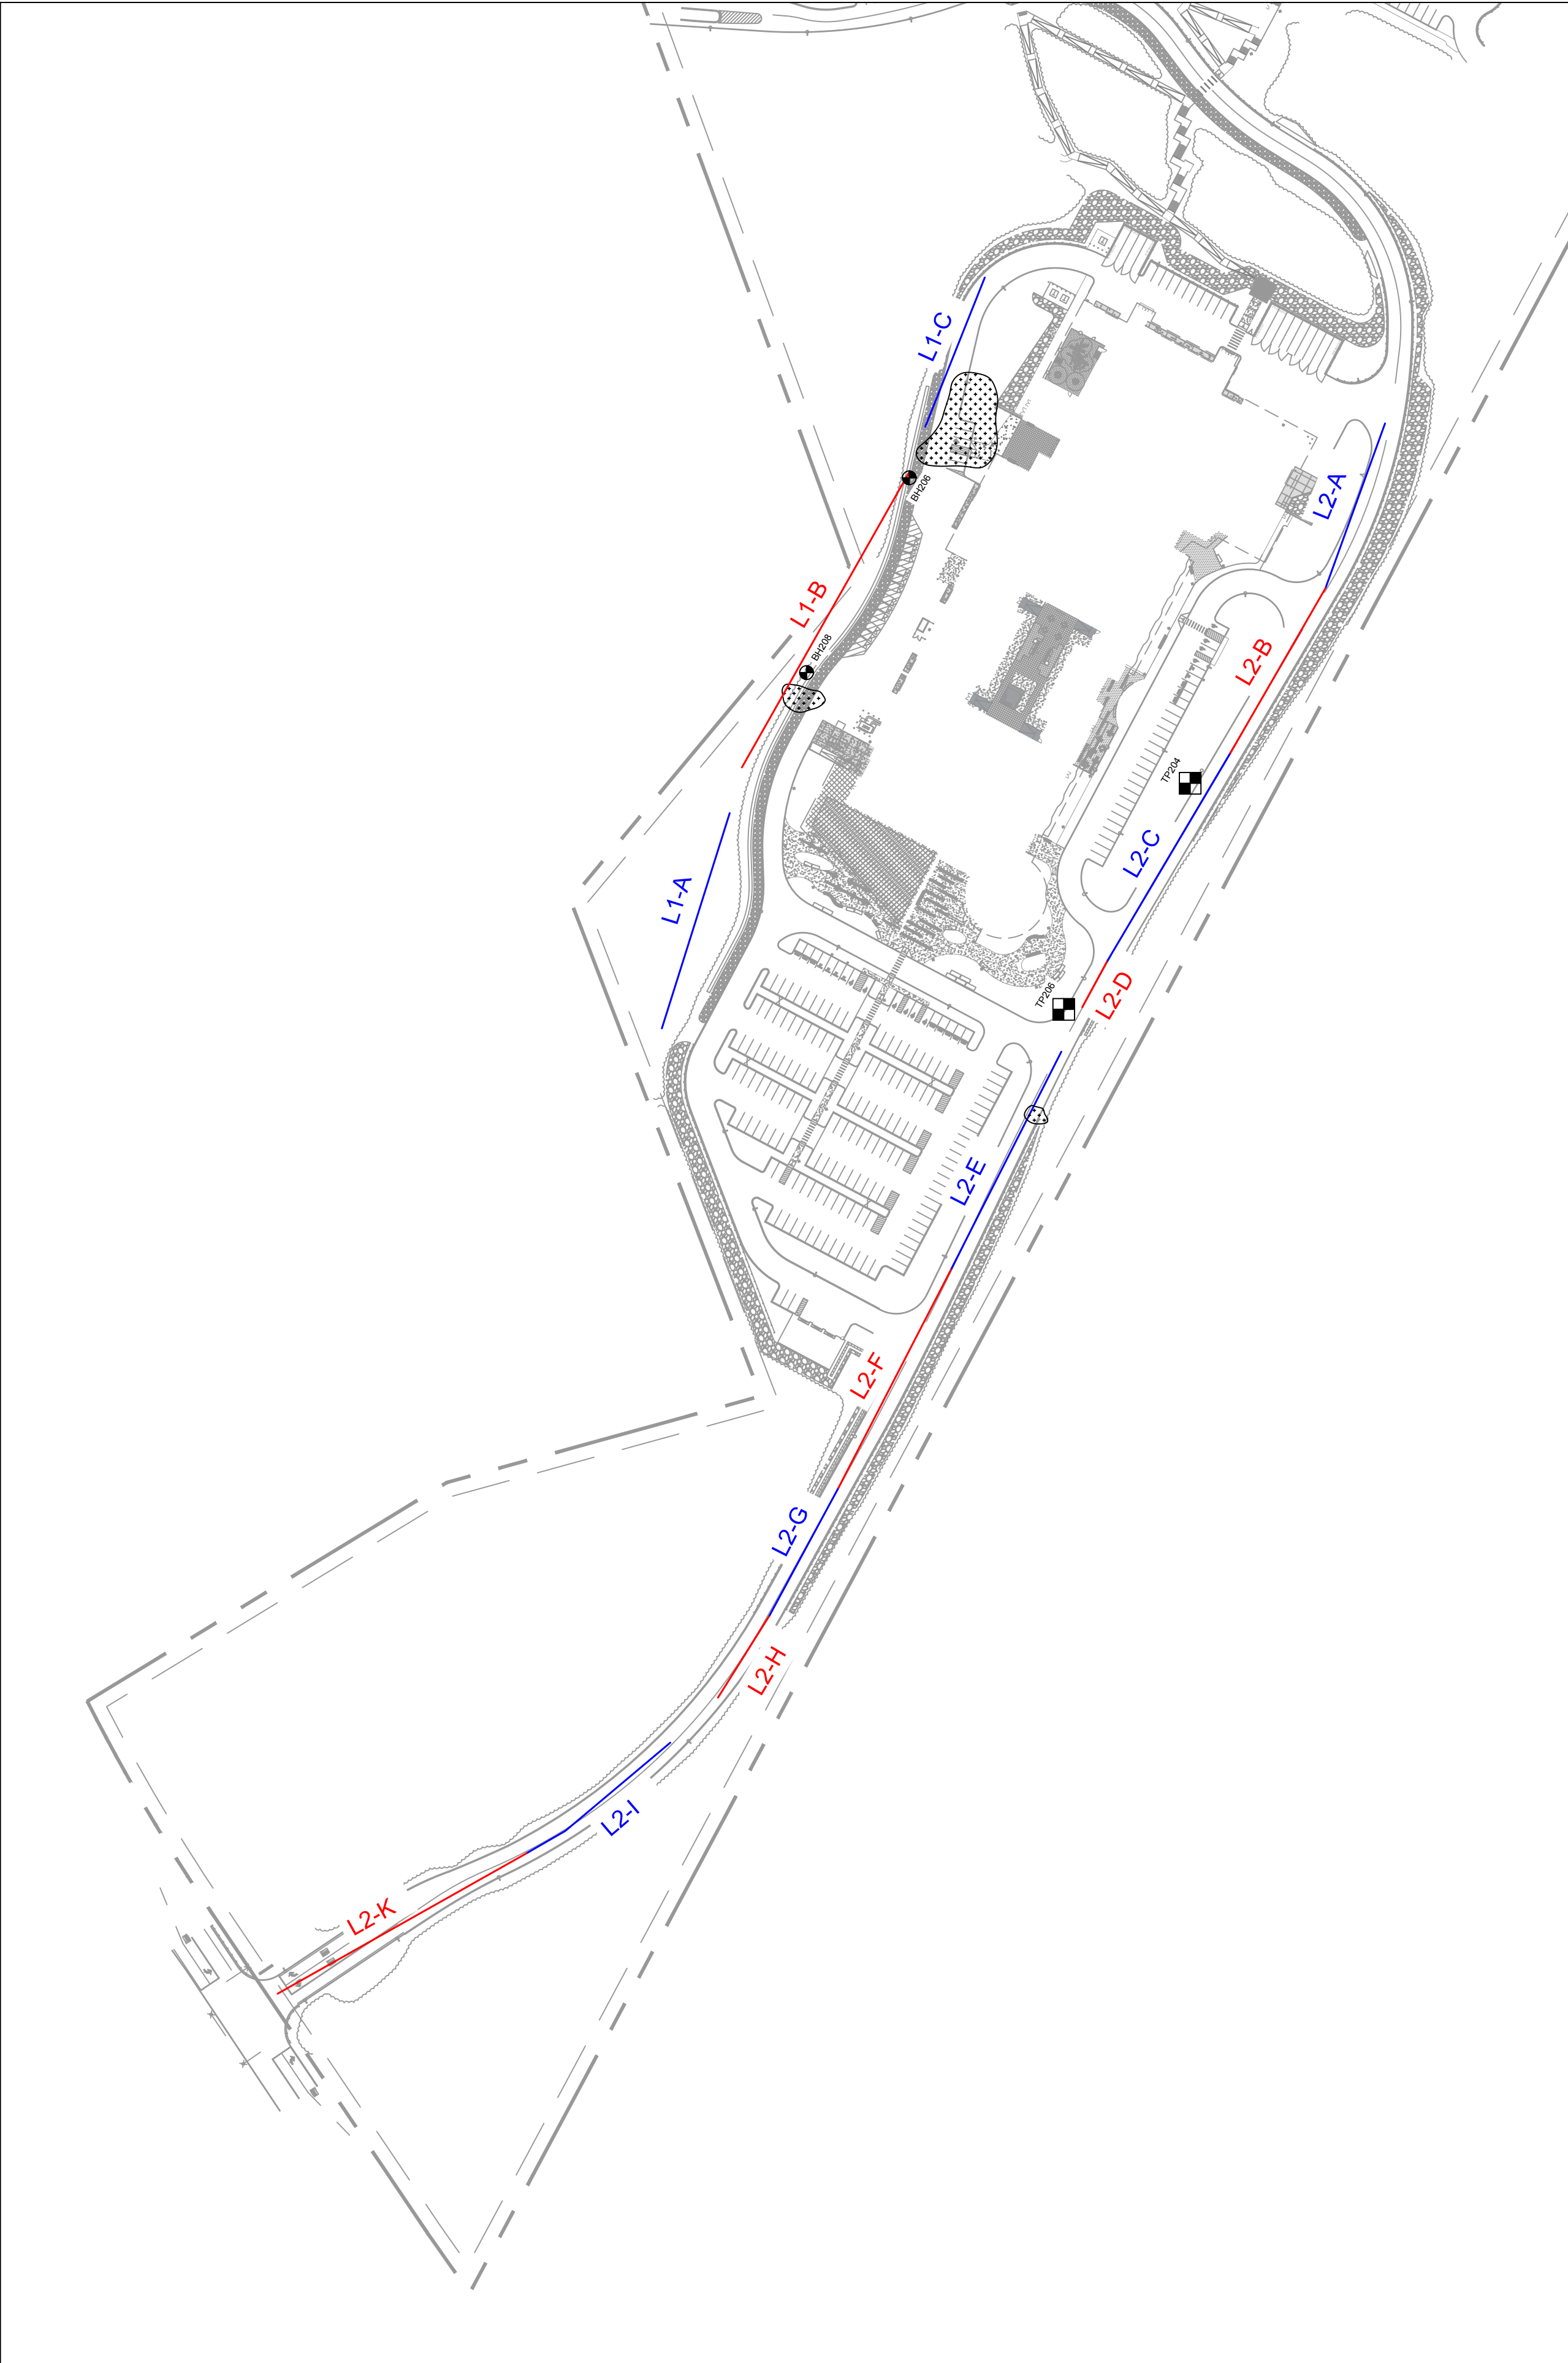 L1-C
BH206
L2-A
L1-B
BH208
L2-B
TP204
L2-C
L1-A
TP206
L2-D
L2-E
L2-F
L2-G
L2-H
L2-I
L2-K